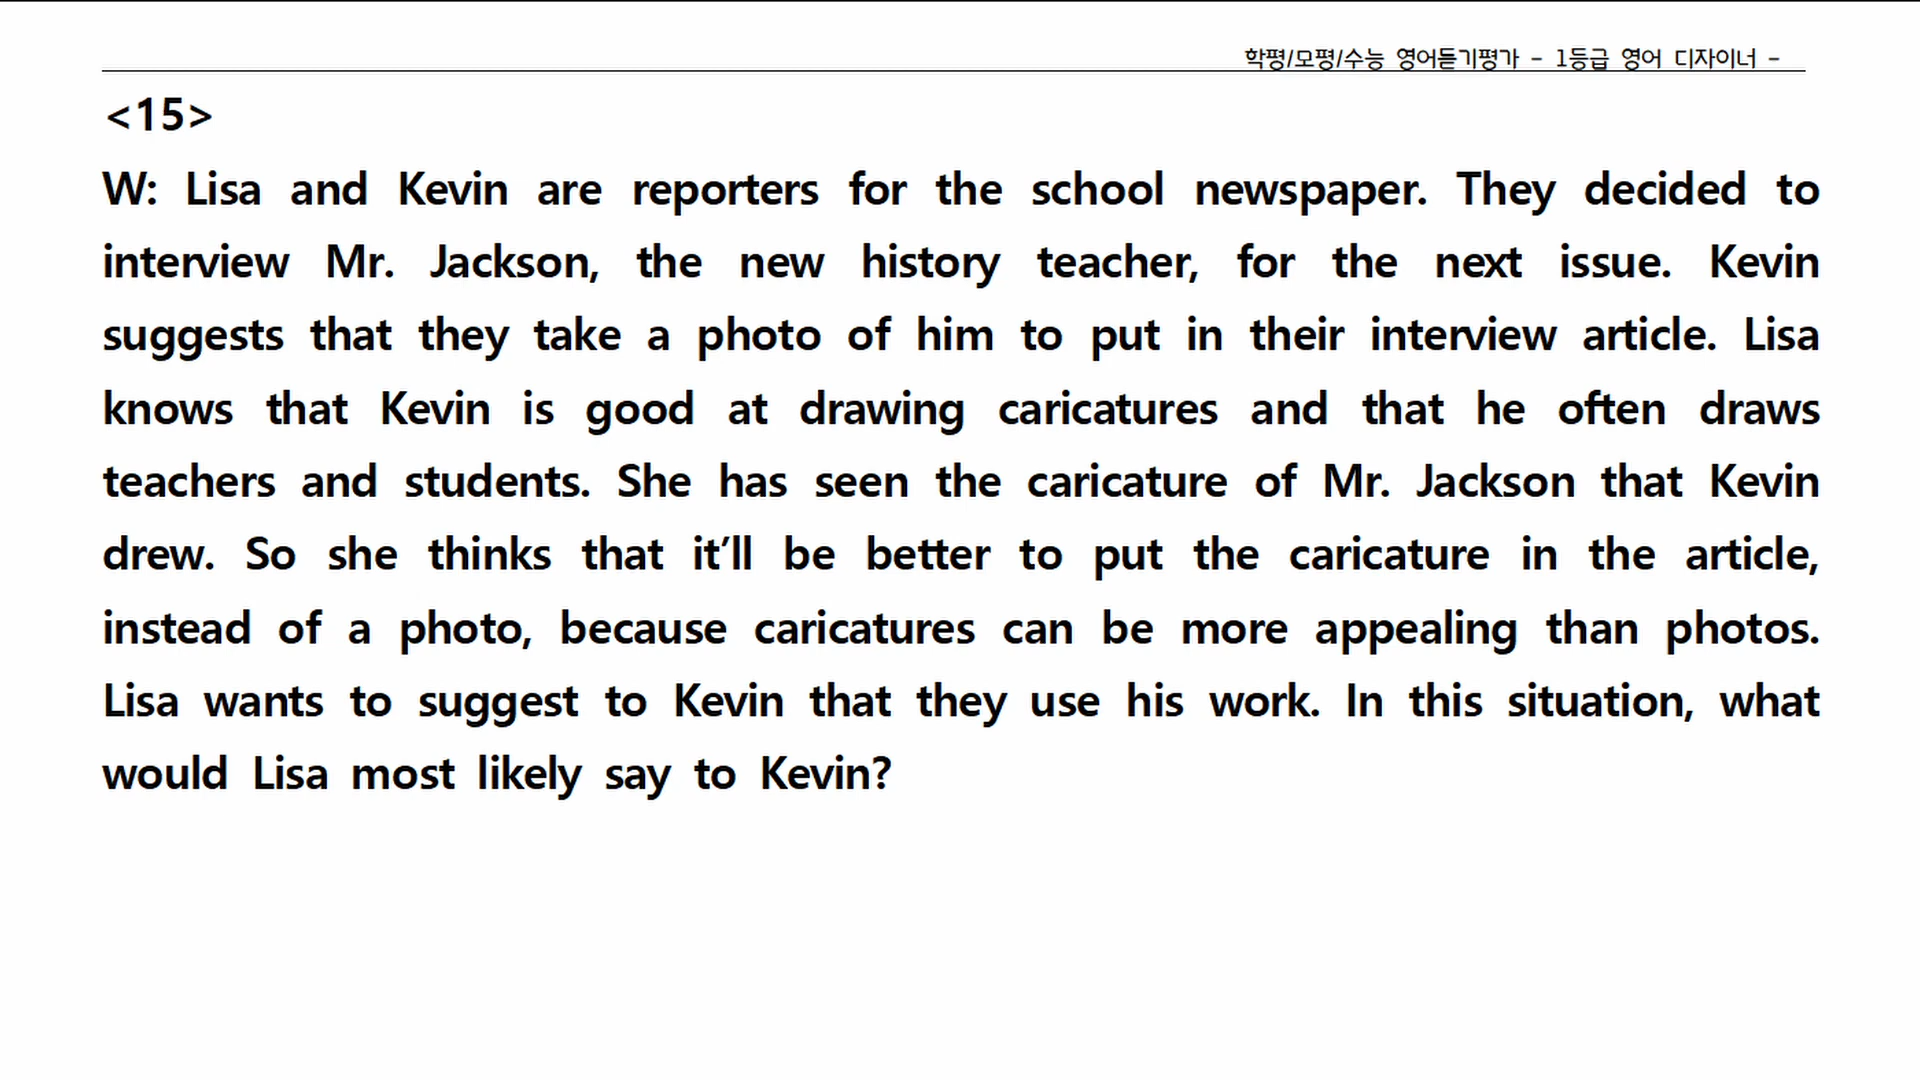 학평/모평/수능 영어듣기평가 - 1등급 영어 디자이너 -
<15>
W: Lisa and Kevin are reporters for the school newspaper. They decided to
interview Mr. Jackson, the new history teacher, for the next issue. Kevin
suggests that they take a photo of him to put in their interview article. Lisa
knows that Kevin is good at drawing caricatures and that he often draws
teachers and students. She has seen the caricature of Mr. Jackson that Kevin
drew. So she thinks that it’ll be better to put the caricature in the article,
instead of a photo, because caricatures can be more appealing than photos.
Lisa wants to suggest to Kevin that they use his work. In this situation, what
would Lisa most likely say to Kevin?